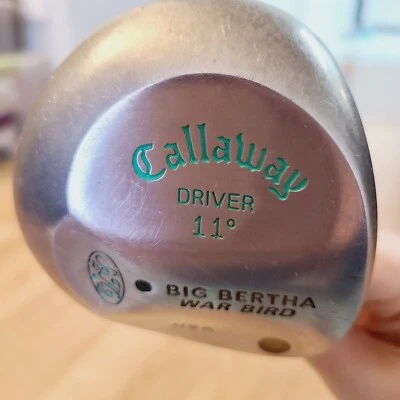 Callaway
DRIVER
11°
BIG BERTHA
WAR BIRD